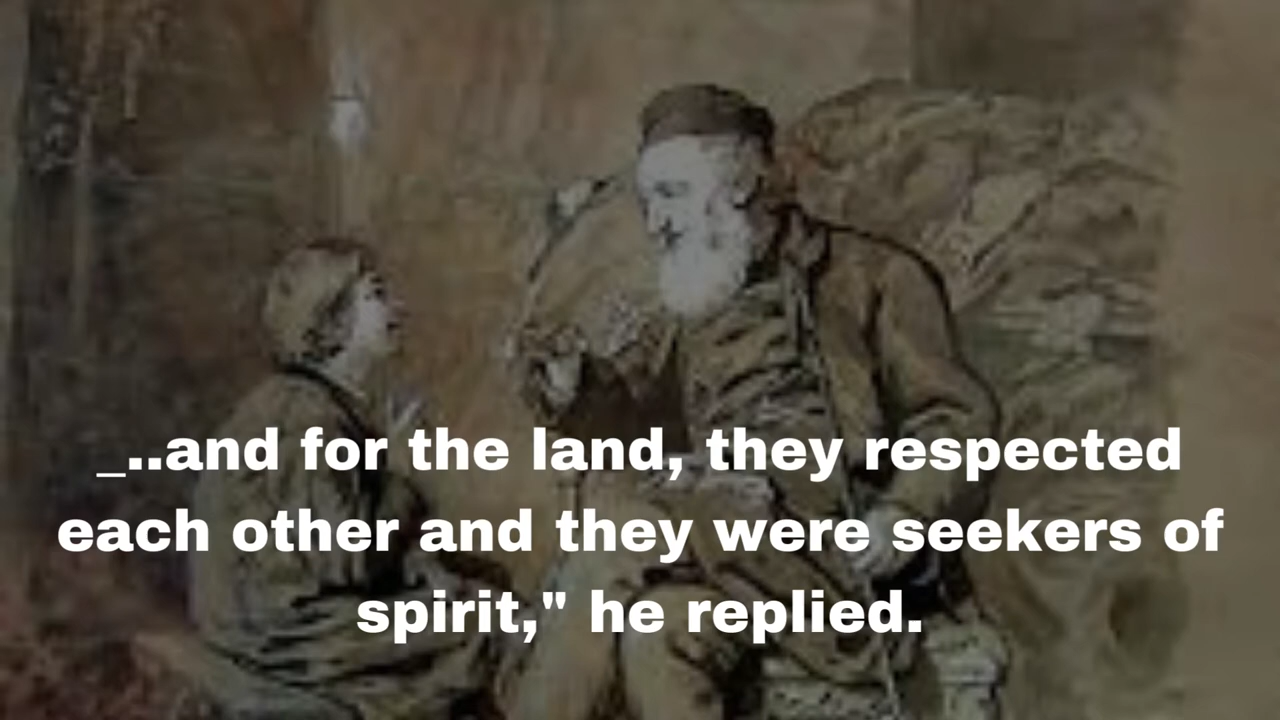 _..and for the land, they respected
each other and they were seekers of
spirit," he replied.